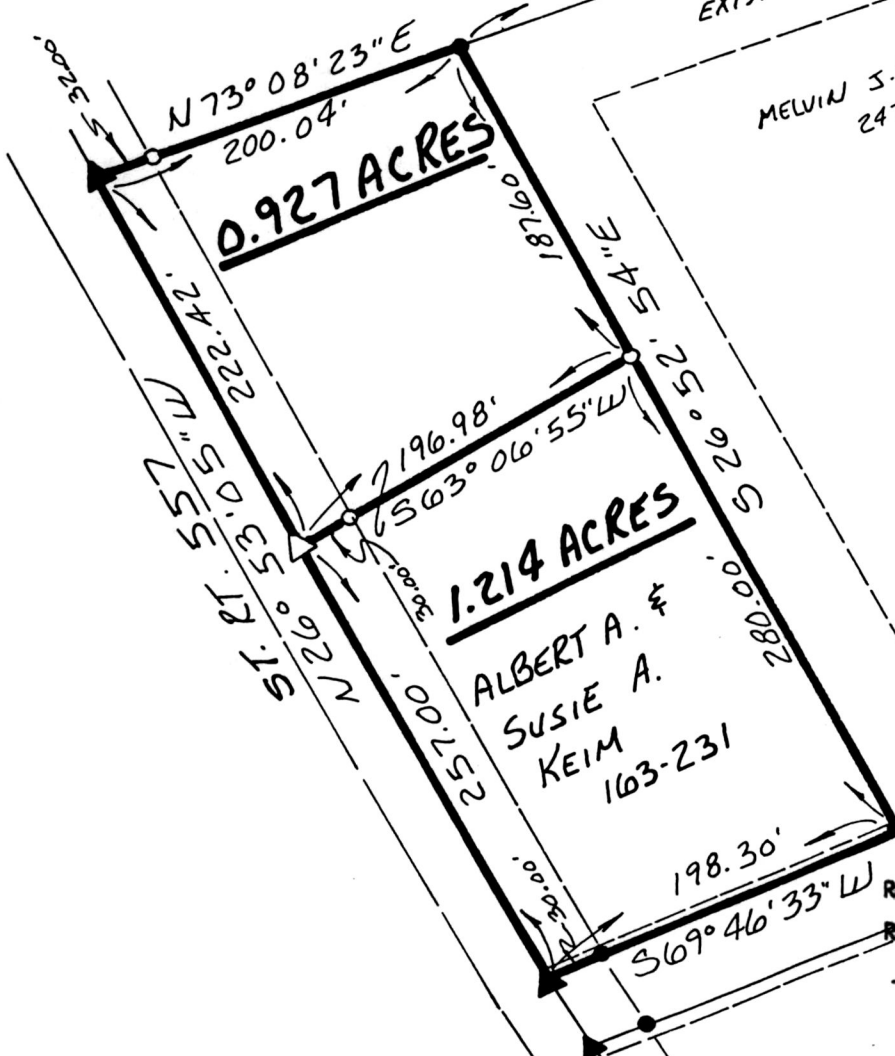 32.00'
N 73° 08' 23" E
200.04'
0.927 ACRES
187.60'
MELVIN J.
222.42'
ST. RT. 557
N 26° 53' 05" W
196.98'
S 63° 06' 55" W
30.00'
S 26° 52' 54" E
280.00'
1.214 ACRES
ALBERT A. &
SUSIE A.
KEIM
163-231
257.00'
30.00'
198.30'
S 69° 46' 33" W